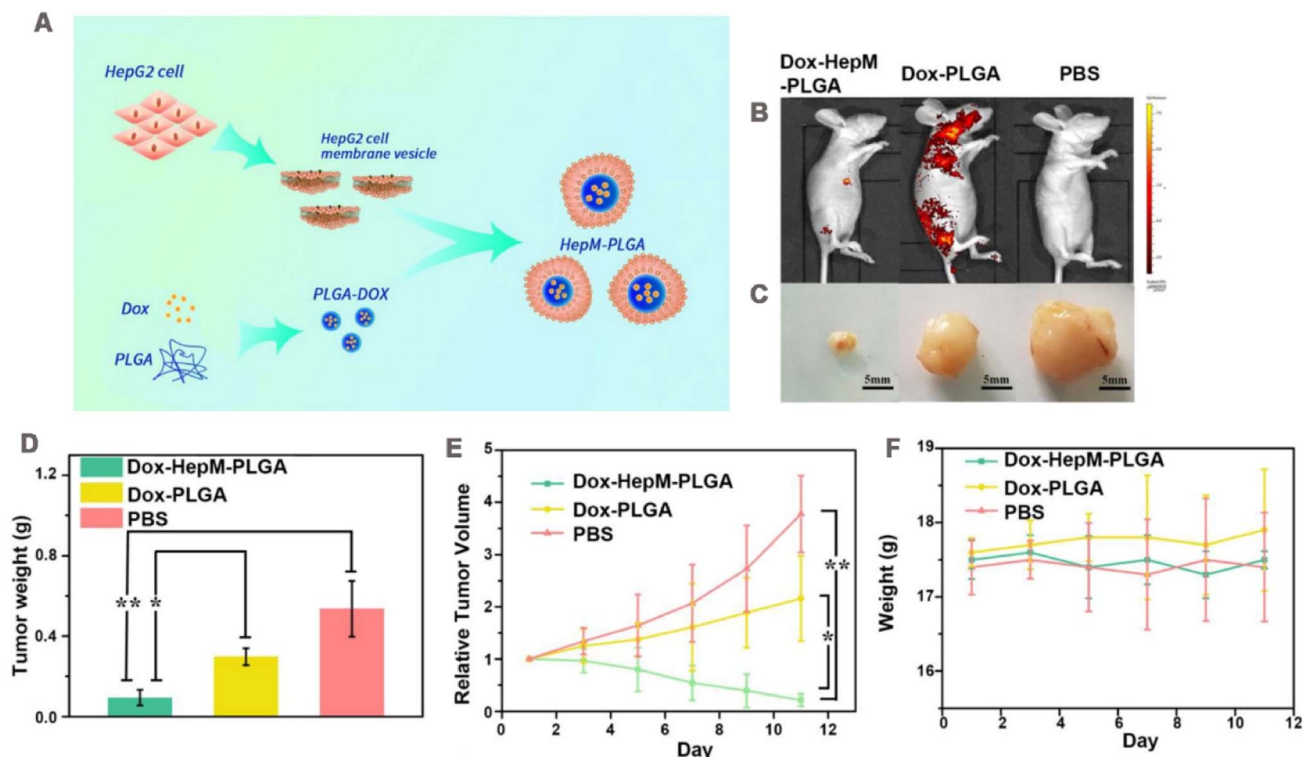 A
HepG2 cell
HepG2 cell
membrane vesicle
HepM-PLGA
Dox
PLGA
PLGA-DOX
Dox-HepM
-PLGA
Dox-PLGA
PBS
B
C
5mm
5mm
5mm
D
Tumor weight (g)
1.2
0.9
0.6
0.4
0.0
Dox-HepM-PLGA
Dox-PLGA
PBS
**
*
E
Relative Tumor Volume
5
4
3
2
1
0
Dox-HepM-PLGA
Dox-PLGA
PBS
**
*
0 2 4 6 8 10 12
Day
F
Weight (g)
19
18
17
16
Dox-HepM-PLGA
Dox-PLGA
PBS
0 2 4 6 8 10 12
Day